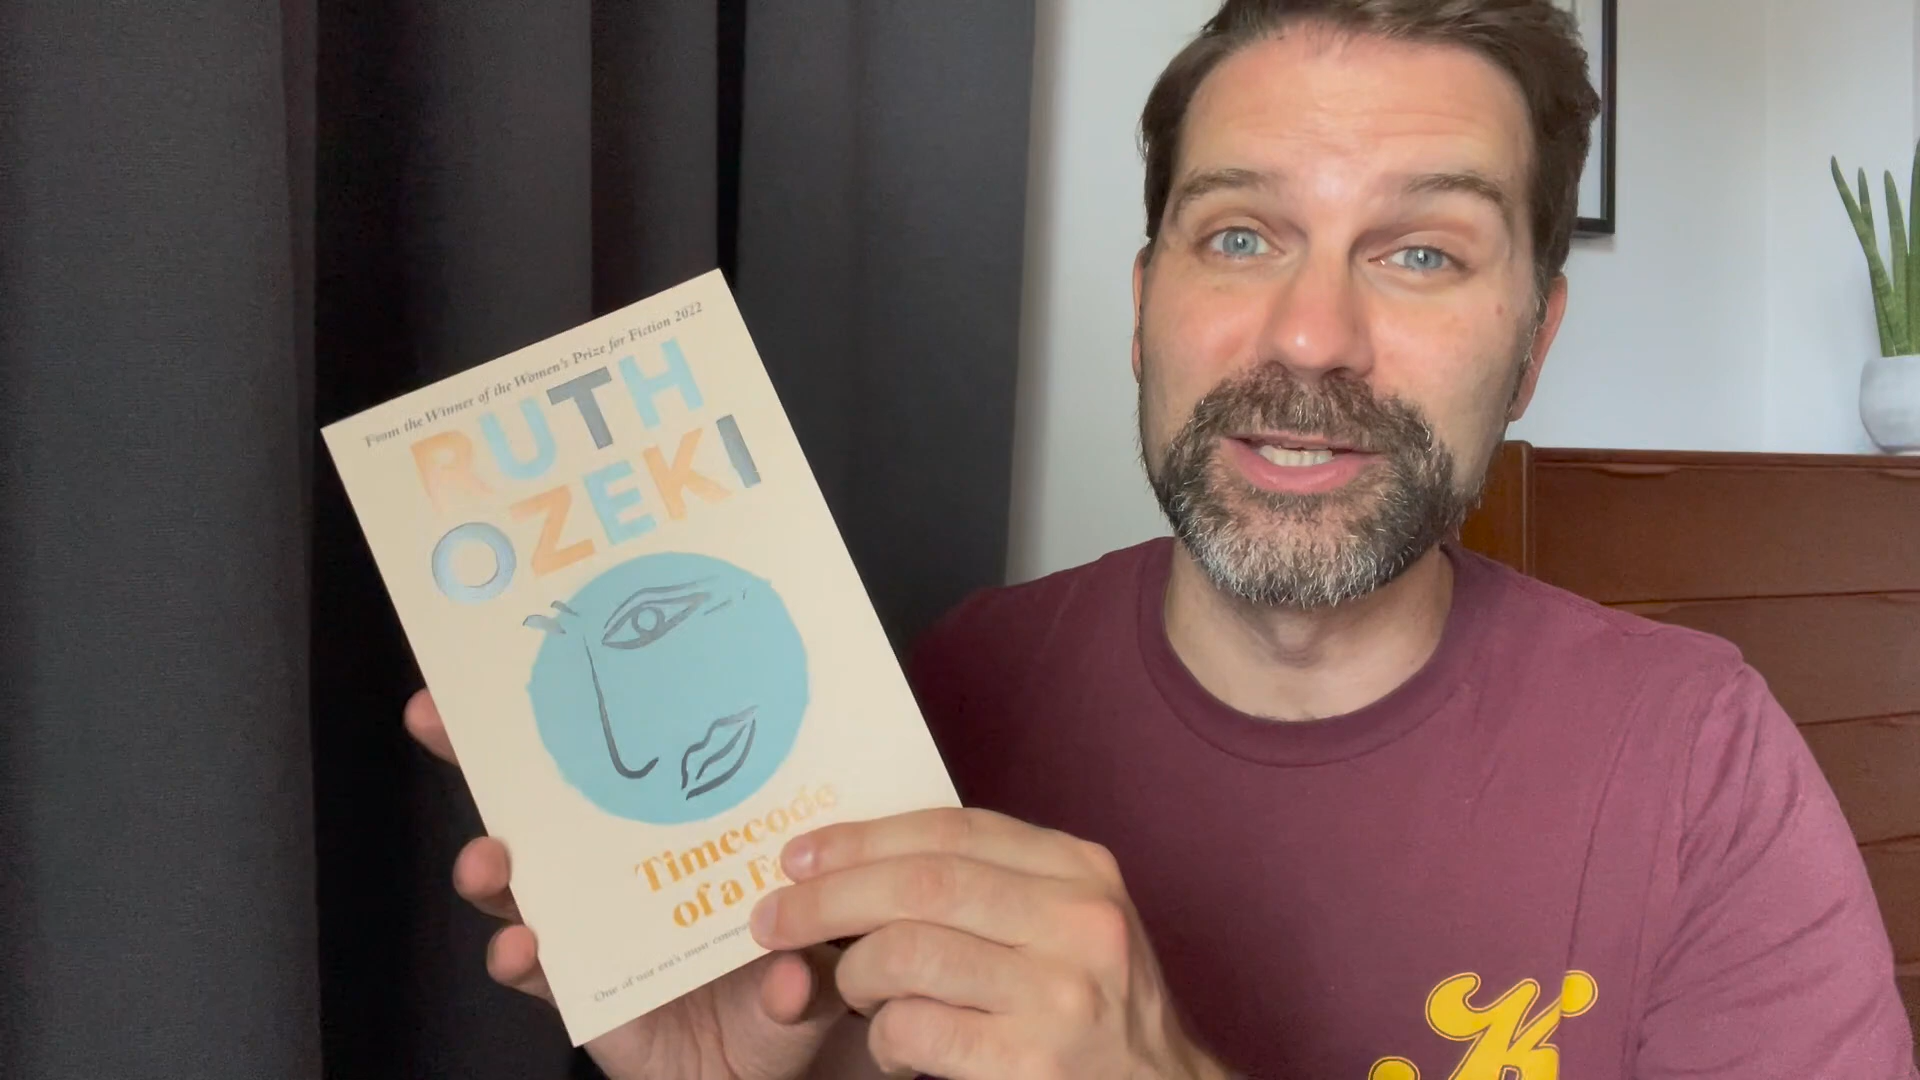 From the Winner of the Women's Prize for Fiction 2022
RUTH
OZEKI
Timecode
of a
One of our era's most